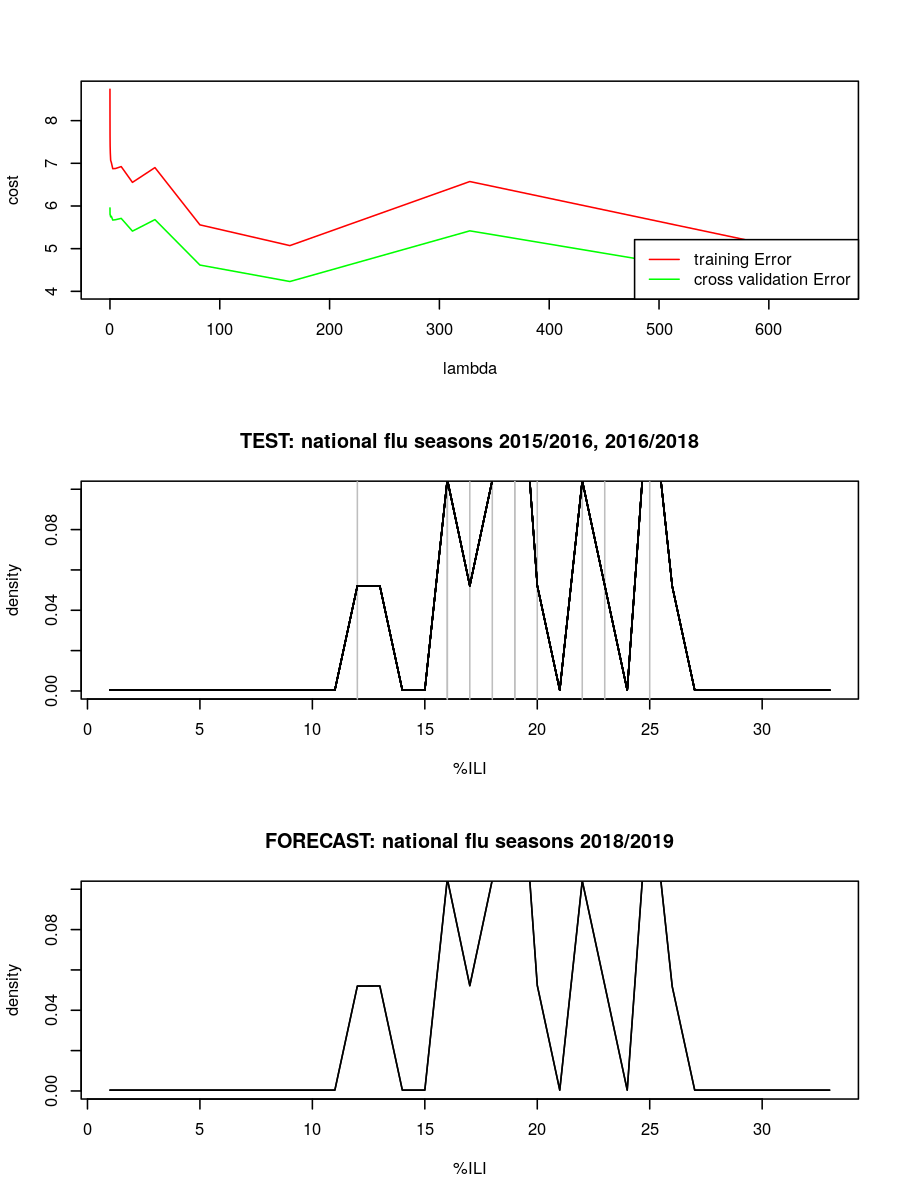 cost
8
7
6
5
4
training Error
cross validation Error
0 100 200 300 400 500 600
lambda
TEST: national flu seasons 2015/2016, 2016/2018
density
0.08
0.04
0.00
0 5 10 15 20 25 30
%ILI
FORECAST: national flu seasons 2018/2019
density
0.08
0.04
0.00
0 5 10 15 20 25 30
%ILI